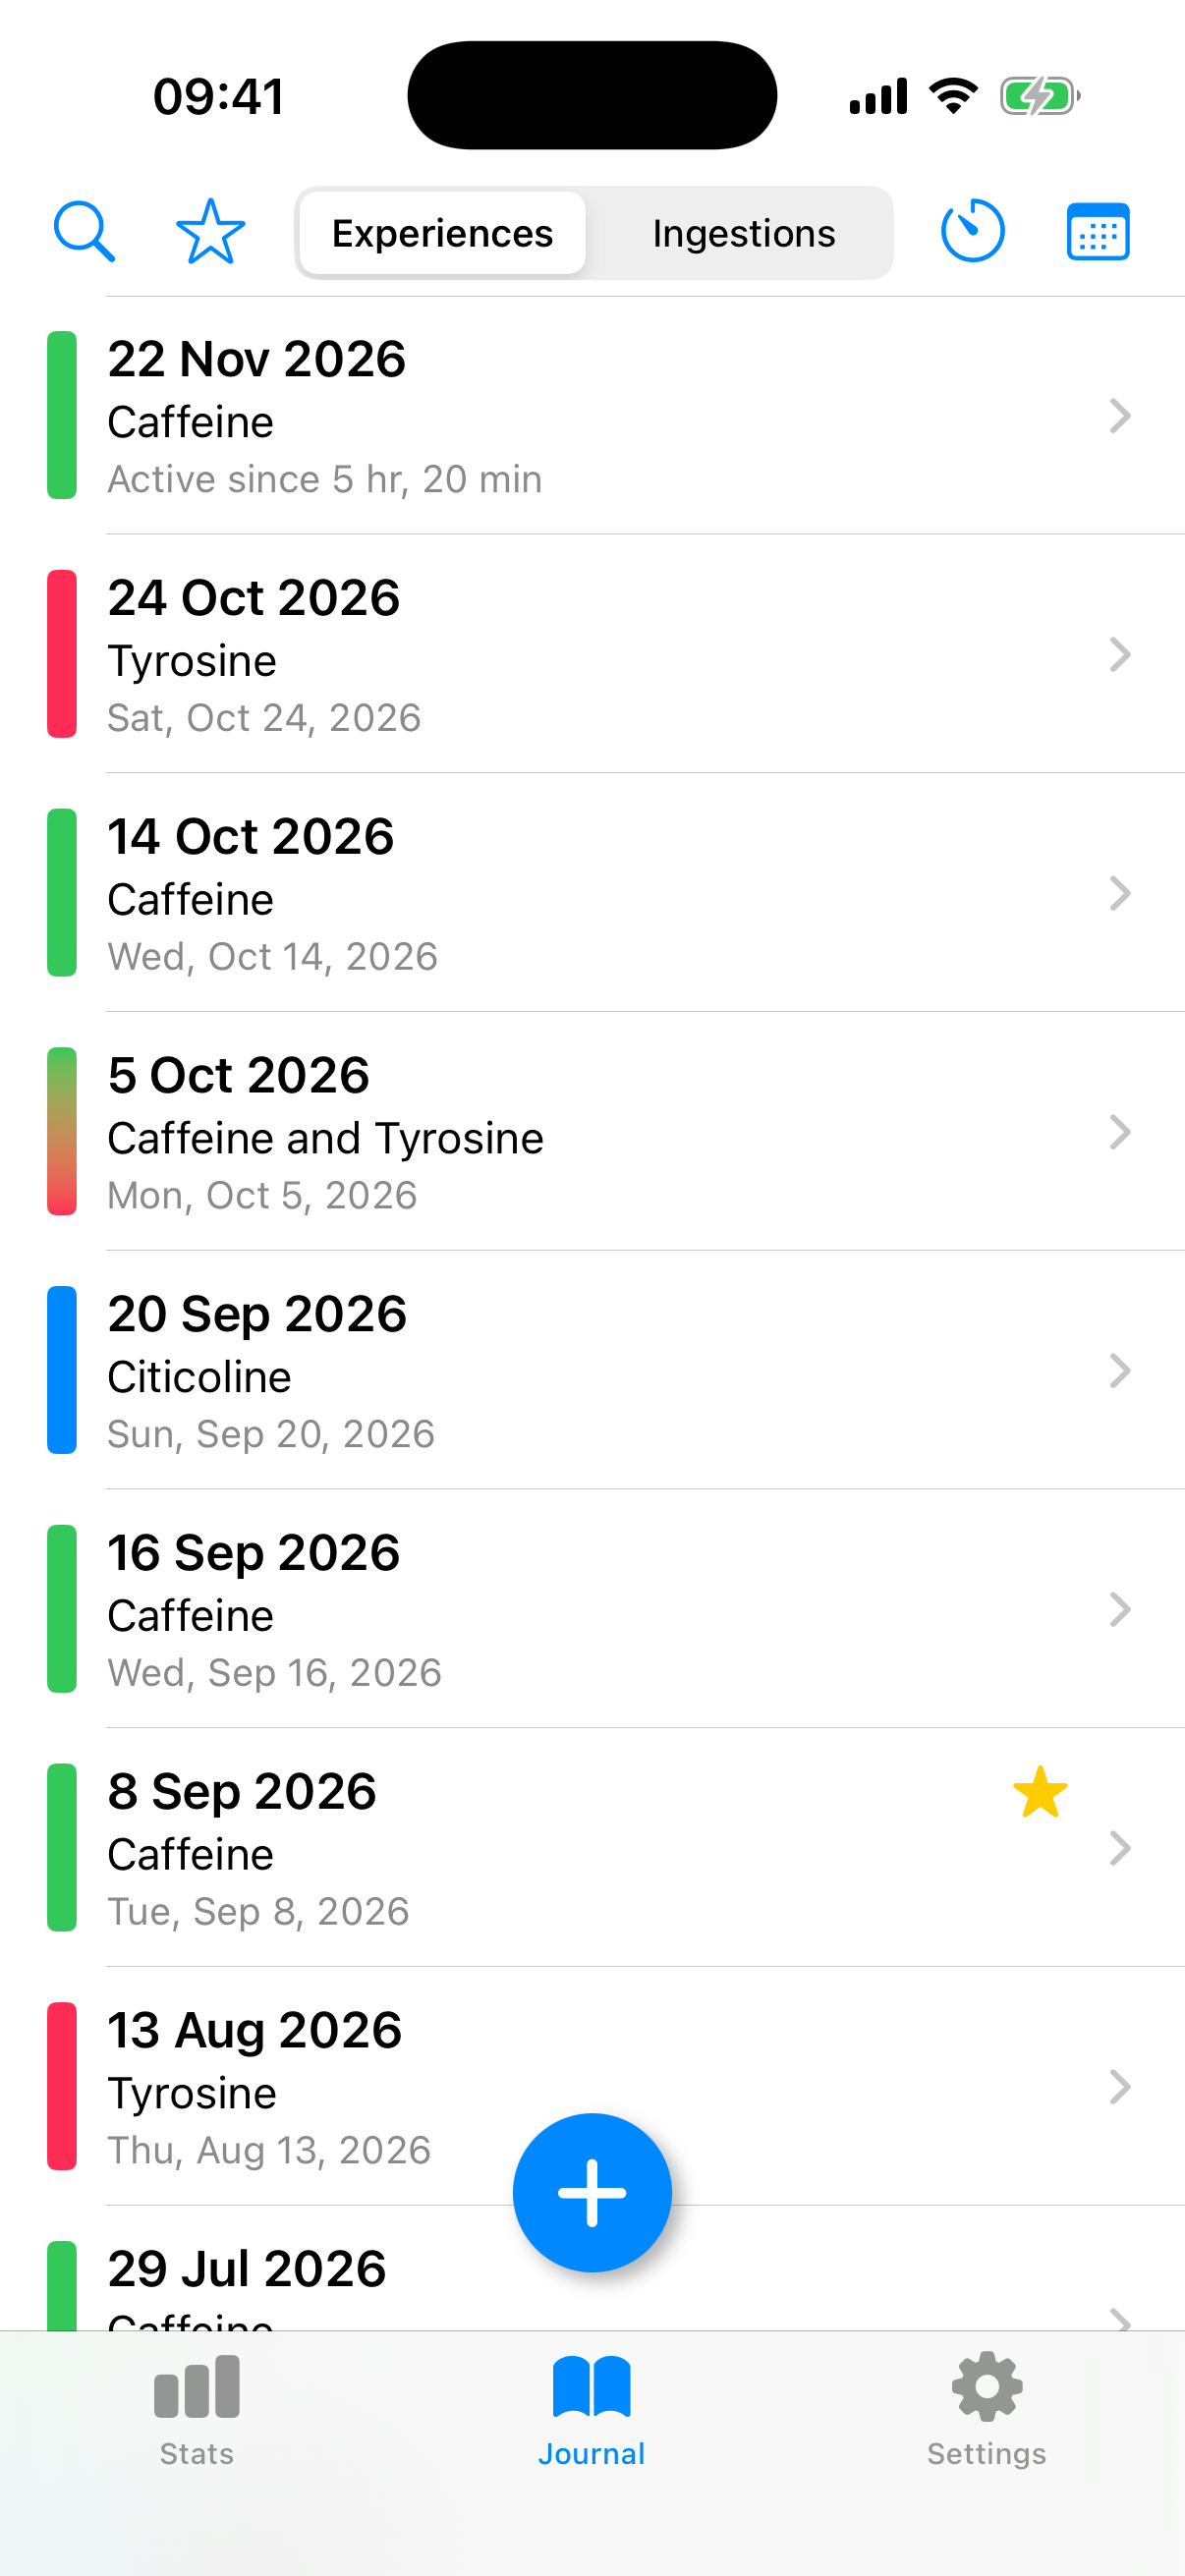 09:41
Experiences
Ingestions
22 Nov 2026
Caffeine
Active since 5 hr, 20 min
24 Oct 2026
Tyrosine
Sat, Oct 24, 2026
14 Oct 2026
Caffeine
Wed, Oct 14, 2026
5 Oct 2026
Caffeine and Tyrosine
Mon, Oct 5, 2026
20 Sep 2026
Citicoline
Sun, Sep 20, 2026
16 Sep 2026
Caffeine
Wed, Sep 16, 2026
8 Sep 2026
Caffeine
Tue, Sep 8, 2026
13 Aug 2026
Tyrosine
Thu, Aug 13, 2026
29 Jul 2026
Caffeine
Stats
Journal
Settings